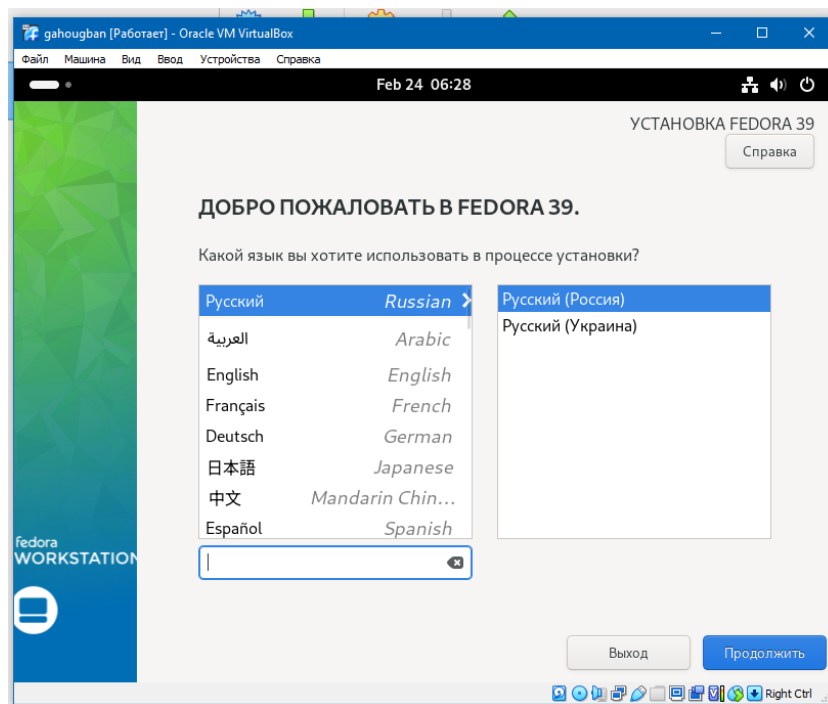 gahougban [Работает] - Oracle VM VirtualBox
Файл Машина Вид Ввод Устройства Справка
Feb 24 06:28
УСТАНОВКА FEDORA 39
Справка
ДОБРО ПОЖАЛОВАТЬ В FEDORA 39.
Какой язык вы хотите использовать в процессе установки?
Русский Russian
العربية Arabic
English English
Français French
Deutsch German
日本語 Japanese
中文 Mandarin Chin...
Español Spanish
Русский (Россия)
Русский (Украина)
fedora
WORKSTATION
Выход
Продолжить
Right Ctrl